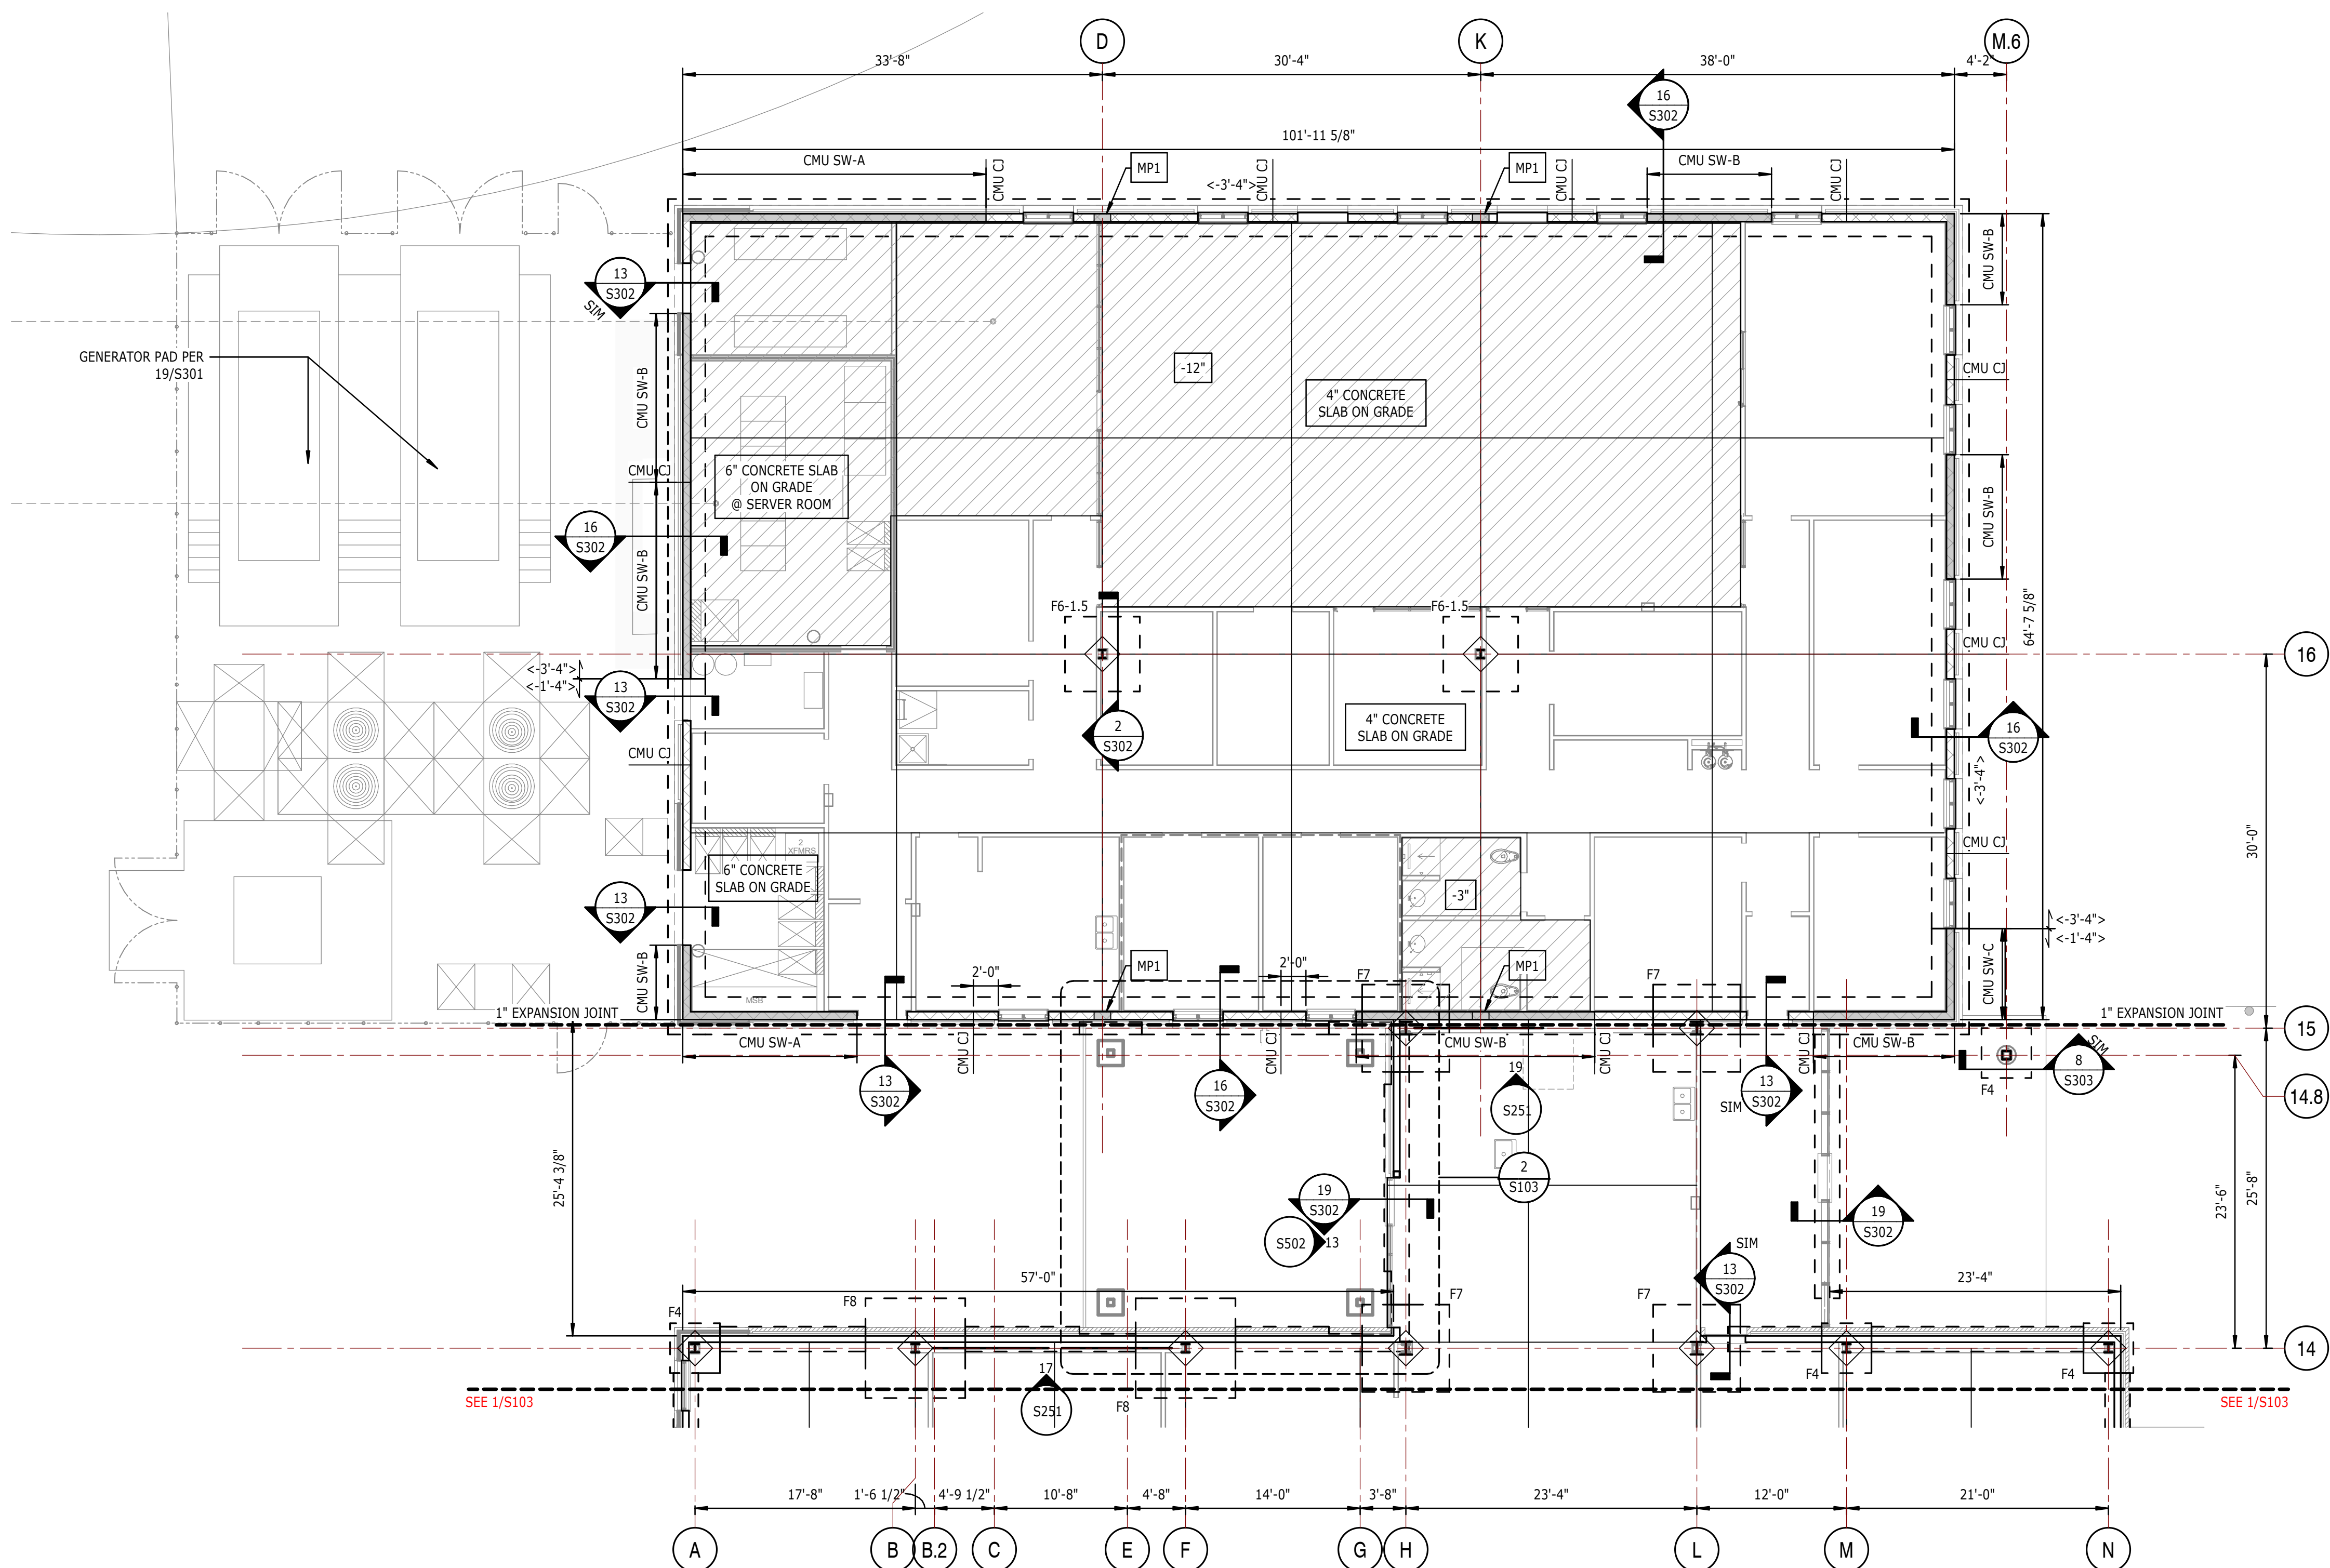 D
K
M.6
33'-8"
30'-4"
38'-0"
4'-2"
16
S302
101'-11 5/8"
CMU SW-A
CMU CJ
MP1
<-3'-4">
CMU CJ
MP1
CMU CJ
CMU SW-B
CMU CJ
CMU SW-B
13
S302
SIM
GENERATOR PAD PER
19/S301
-12"
4" CONCRETE
SLAB ON GRADE
CMU SW-B
CMU CJ
64'-7 5/8"
CMU CJ
6" CONCRETE SLAB
ON GRADE
@ SERVER ROOM
CMU SW-B
16
S302
CMU SW-B
F6-1.5
F6-1.5
CMU CJ
16
<-3'-4">
<-1'-4">
13
S302
2
S302
4" CONCRETE
SLAB ON GRADE
16
S302
CMU CJ
<-3'-4">
30'-0"
2
XFMRS
6" CONCRETE
SLAB ON GRADE
CMU CJ
-3"
13
S302
<-3'-4">
<-1'-4">
CMU SW-B
MSB
2'-0"
MP1
2'-0"
F7
MP1
F7
CMU SW-C
1" EXPANSION JOINT
1" EXPANSION JOINT
15
CMU SW-A
CMU CJ
CMU CJ
CMU SW-B
CMU CJ
CMU CJ
CMU SW-B
SIM
8
S303
F4
13
S302
16
S302
19
S251
SIM
13
S302
14.8
25'-4 3/8"
2
S103
19
S302
S502
13
19
S302
23'-6"
25'-8"
SIM
13
S302
57'-0"
23'-4"
F4
F8
F7
F7
14
17
S251
F8
F4
F4
SEE 1/S103
SEE 1/S103
17'-8"
1'-6 1/2"
4'-9 1/2"
10'-8"
4'-8"
14'-0"
3'-8"
23'-4"
12'-0"
21'-0"
A
B
B.2
C
E
F
G
H
L
M
N